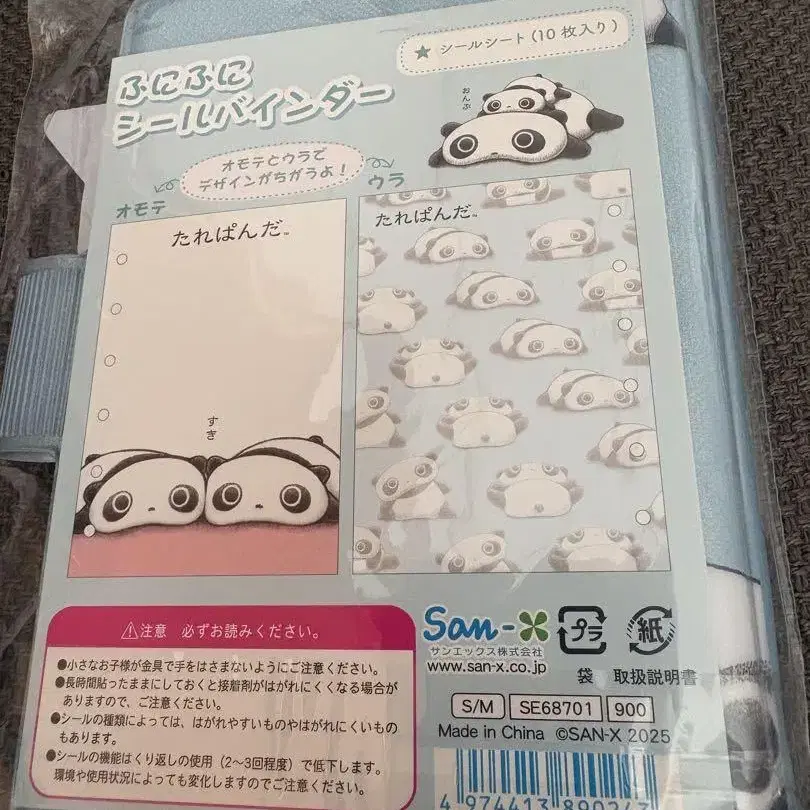 ★ シールシート（10枚入り）
ふにふに
シールバインダー
おんぶ
オモテとウラで
デザインがちがうよ！
オモテ
ウラ
たれぱんだ™
たれぱんだ™
すき
⚠注意 必ずお読みください。
●小さなお子様が金具で手をはさまないようにご注意ください。
●長時間貼ったままにしておくと接着剤がはがれにくくなる場合が
ありますので、ご注意ください。
●シールの種類によっては、はがれやすいものやはがれにくいもの
もあります。
●シールの機能はくり返しの使用（2〜3回程度）で低下します。
環境や使用状況によっても変化しますのでご注意ください。
San-X
サンエックス株式会社
www.san-x.co.jp
プラ
紙
袋 取扱説明書
S/M SE68701 900
Made in China ©SAN-X 2025